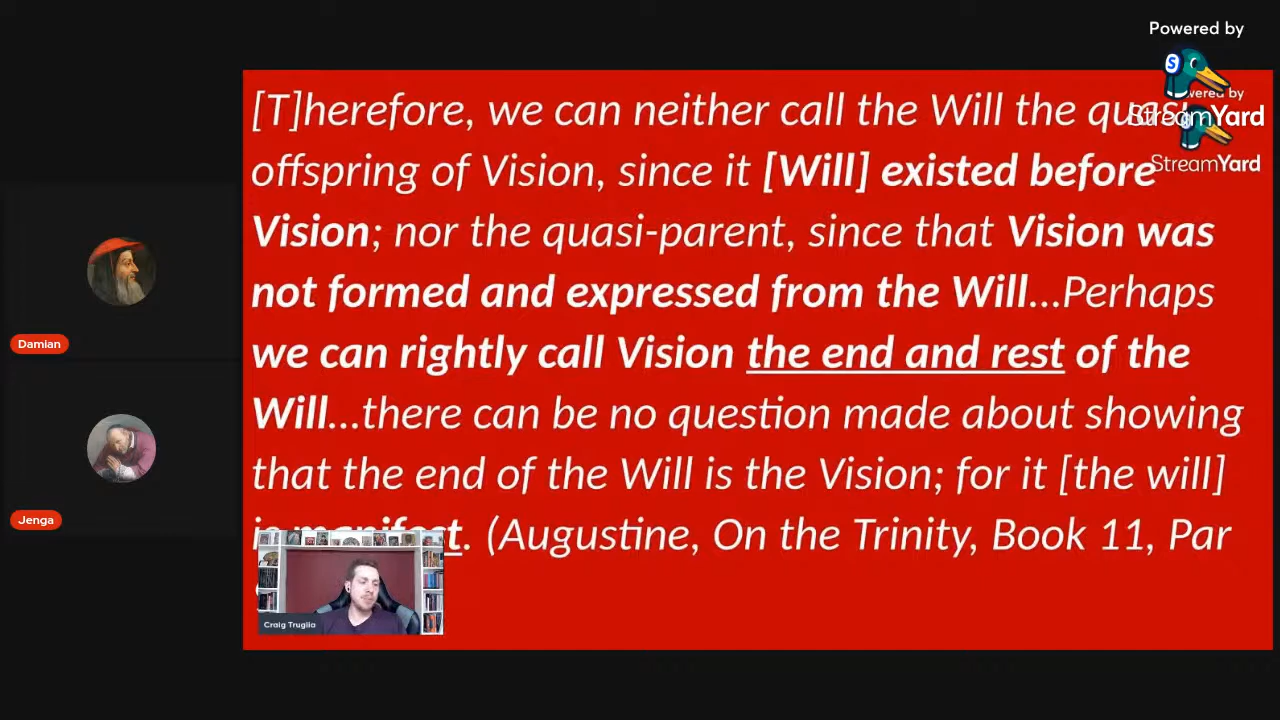 Powered by
StreamYard
StreamYard
[T]herefore, we can neither call the Will the quasi
offspring of Vision, since it [Will] existed before
Vision; nor the quasi-parent, since that Vision was
not formed and expressed from the Will...Perhaps
we can rightly call Vision the end and rest of the
Will...there can be no question made about showing
that the end of the Will is the Vision; for it [the will]
is manifest. (Augustine, On the Trinity, Book 11, Par
Damian
Jenga
Craig Truglia